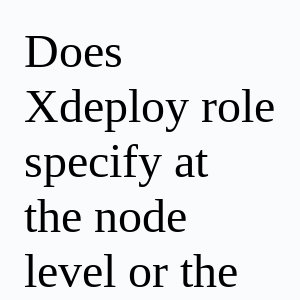 Does
Xdeploy role
specify at
the node
level or the